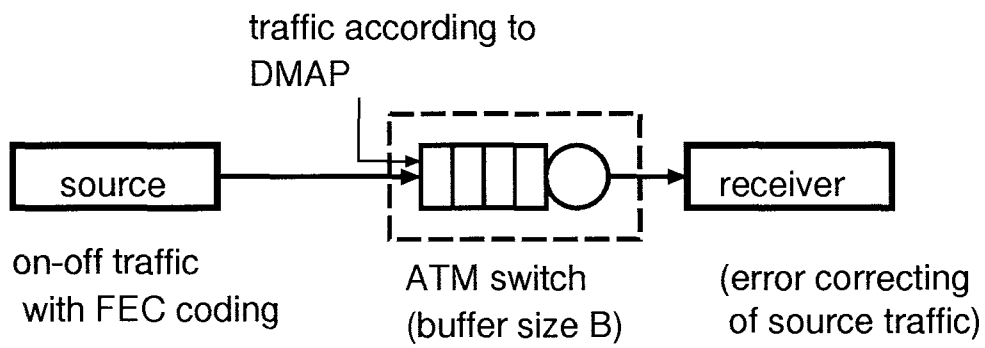 traffic according to
DMAP
source
receiver
on-off traffic
with FEC coding
ATM switch
(buffer size B)
(error correcting
of source traffic)